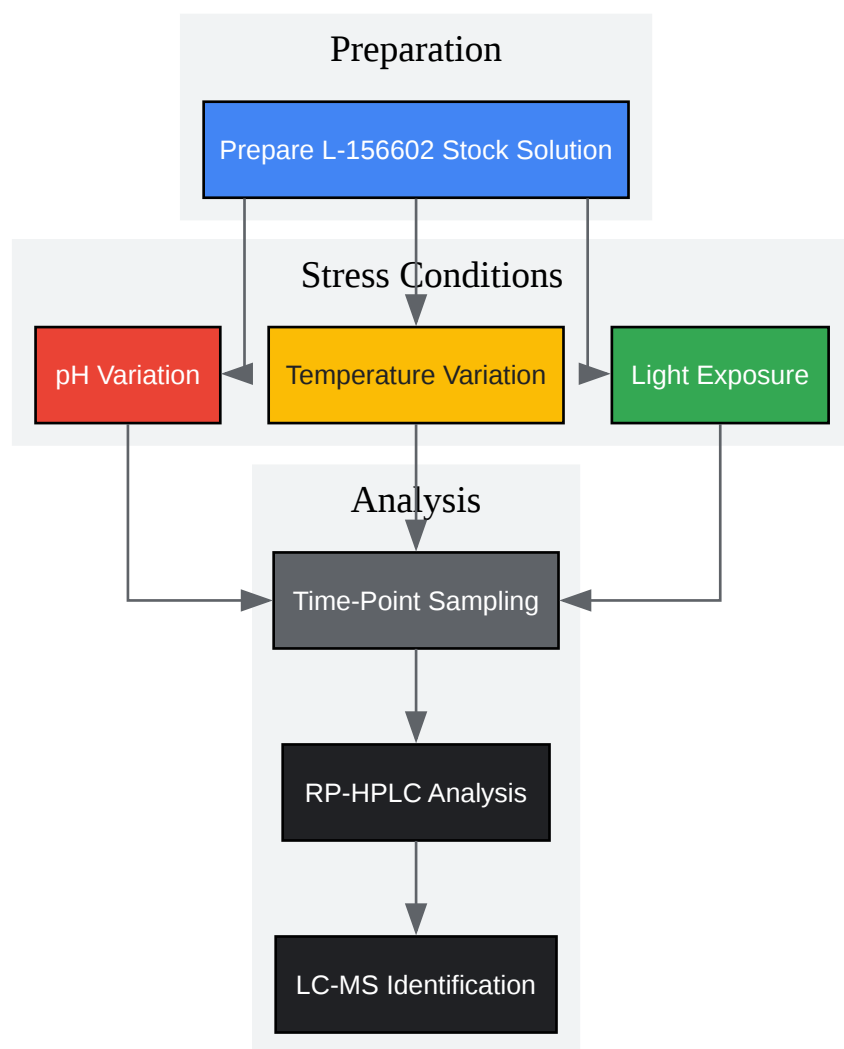 Preparation
Prepare L-156602 Stock Solution
Stress Conditions
pH Variation
Temperature Variation
Light Exposure
Analysis
Time-Point Sampling
RP-HPLC Analysis
LC-MS Identification